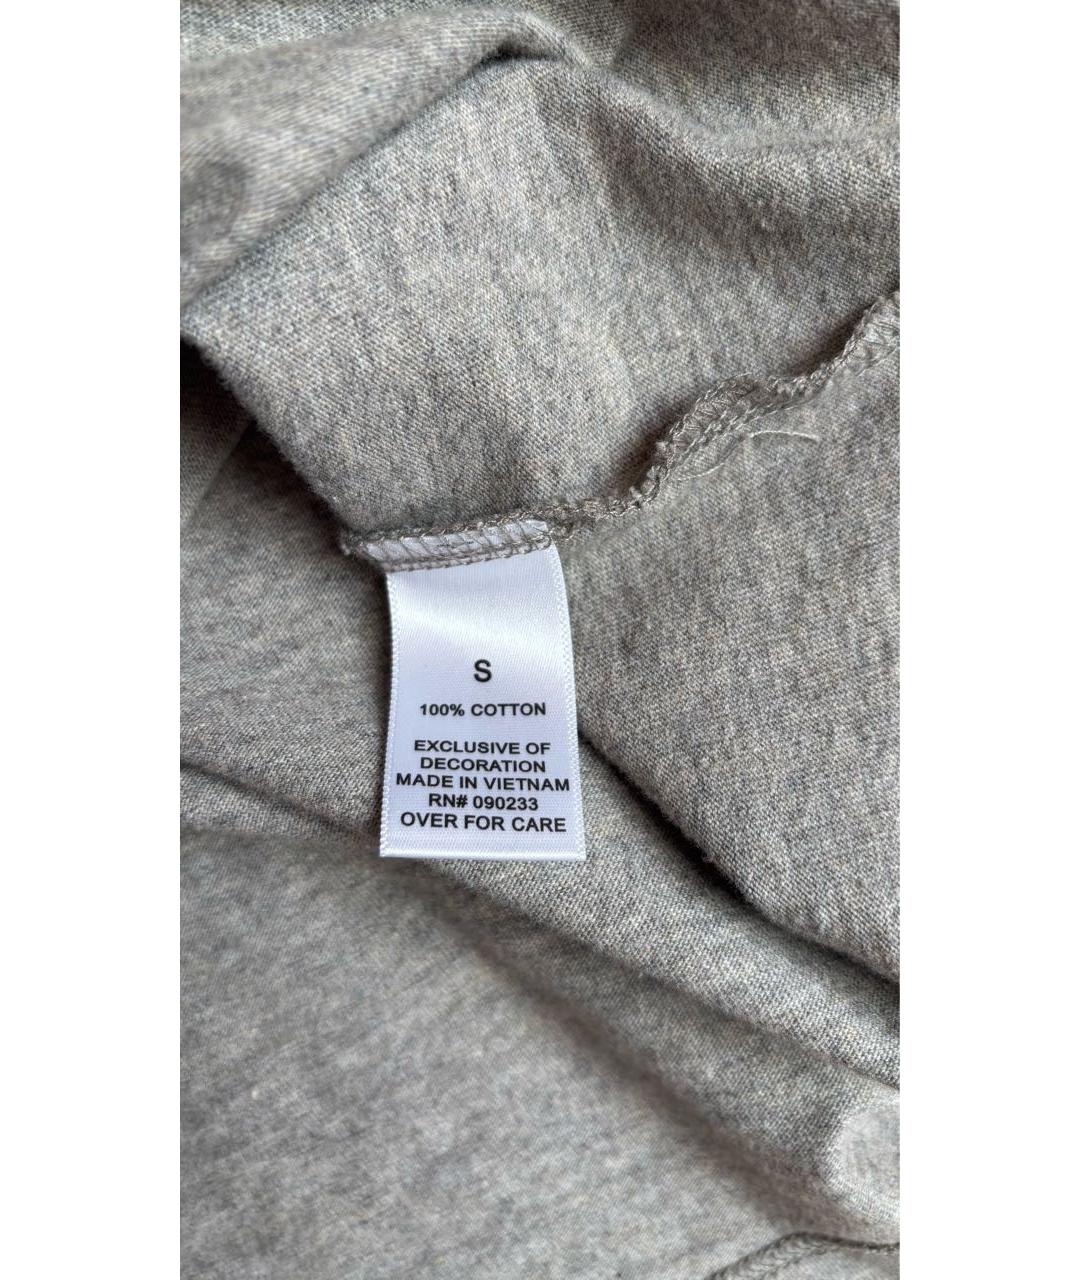 S
100% COTTON
EXCLUSIVE OF
DECORATION
MADE IN VIETNAM
RN# 090233
OVER FOR CARE